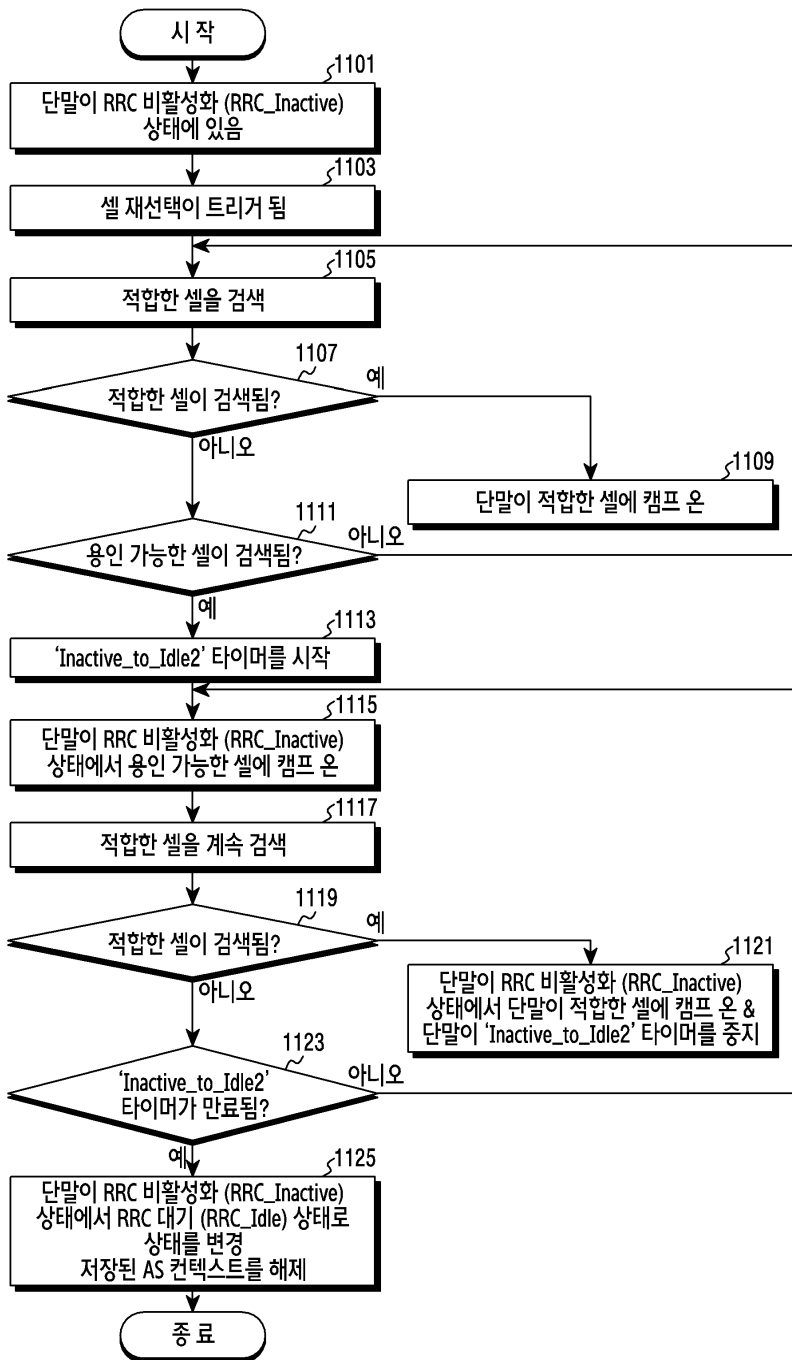 시 작
1101
단말이 RRC 비활성화 (RRC_Inactive)
상태에 있음
1103
셀 재선택이 트리거 됨
1105
적합한 셀을 검색
1107
적합한 셀이 검색됨?
예
아니오
1109
단말이 적합한 셀에 캠프 온
1111
용인 가능한 셀이 검색됨?
아니오
예
1113
‘Inactive_to_Idle2’ 타이머를 시작
1115
단말이 RRC 비활성화 (RRC_Inactive)
상태에서 용인 가능한 셀에 캠프 온
1117
적합한 셀을 계속 검색
1119
적합한 셀이 검색됨?
예
아니오
1121
단말이 RRC 비활성화 (RRC_Inactive)
상태에서 단말이 적합한 셀에 캠프 온 &
단말이 ‘Inactive_to_Idle2’ 타이머를 중지
1123
‘Inactive_to_Idle2’
타이머가 만료됨?
아니오
예
1125
단말이 RRC 비활성화 (RRC_Inactive)
상태에서 RRC 대기 (RRC_Idle) 상태로
상태를 변경
저장된 AS 컨텍스트를 해제
종 료